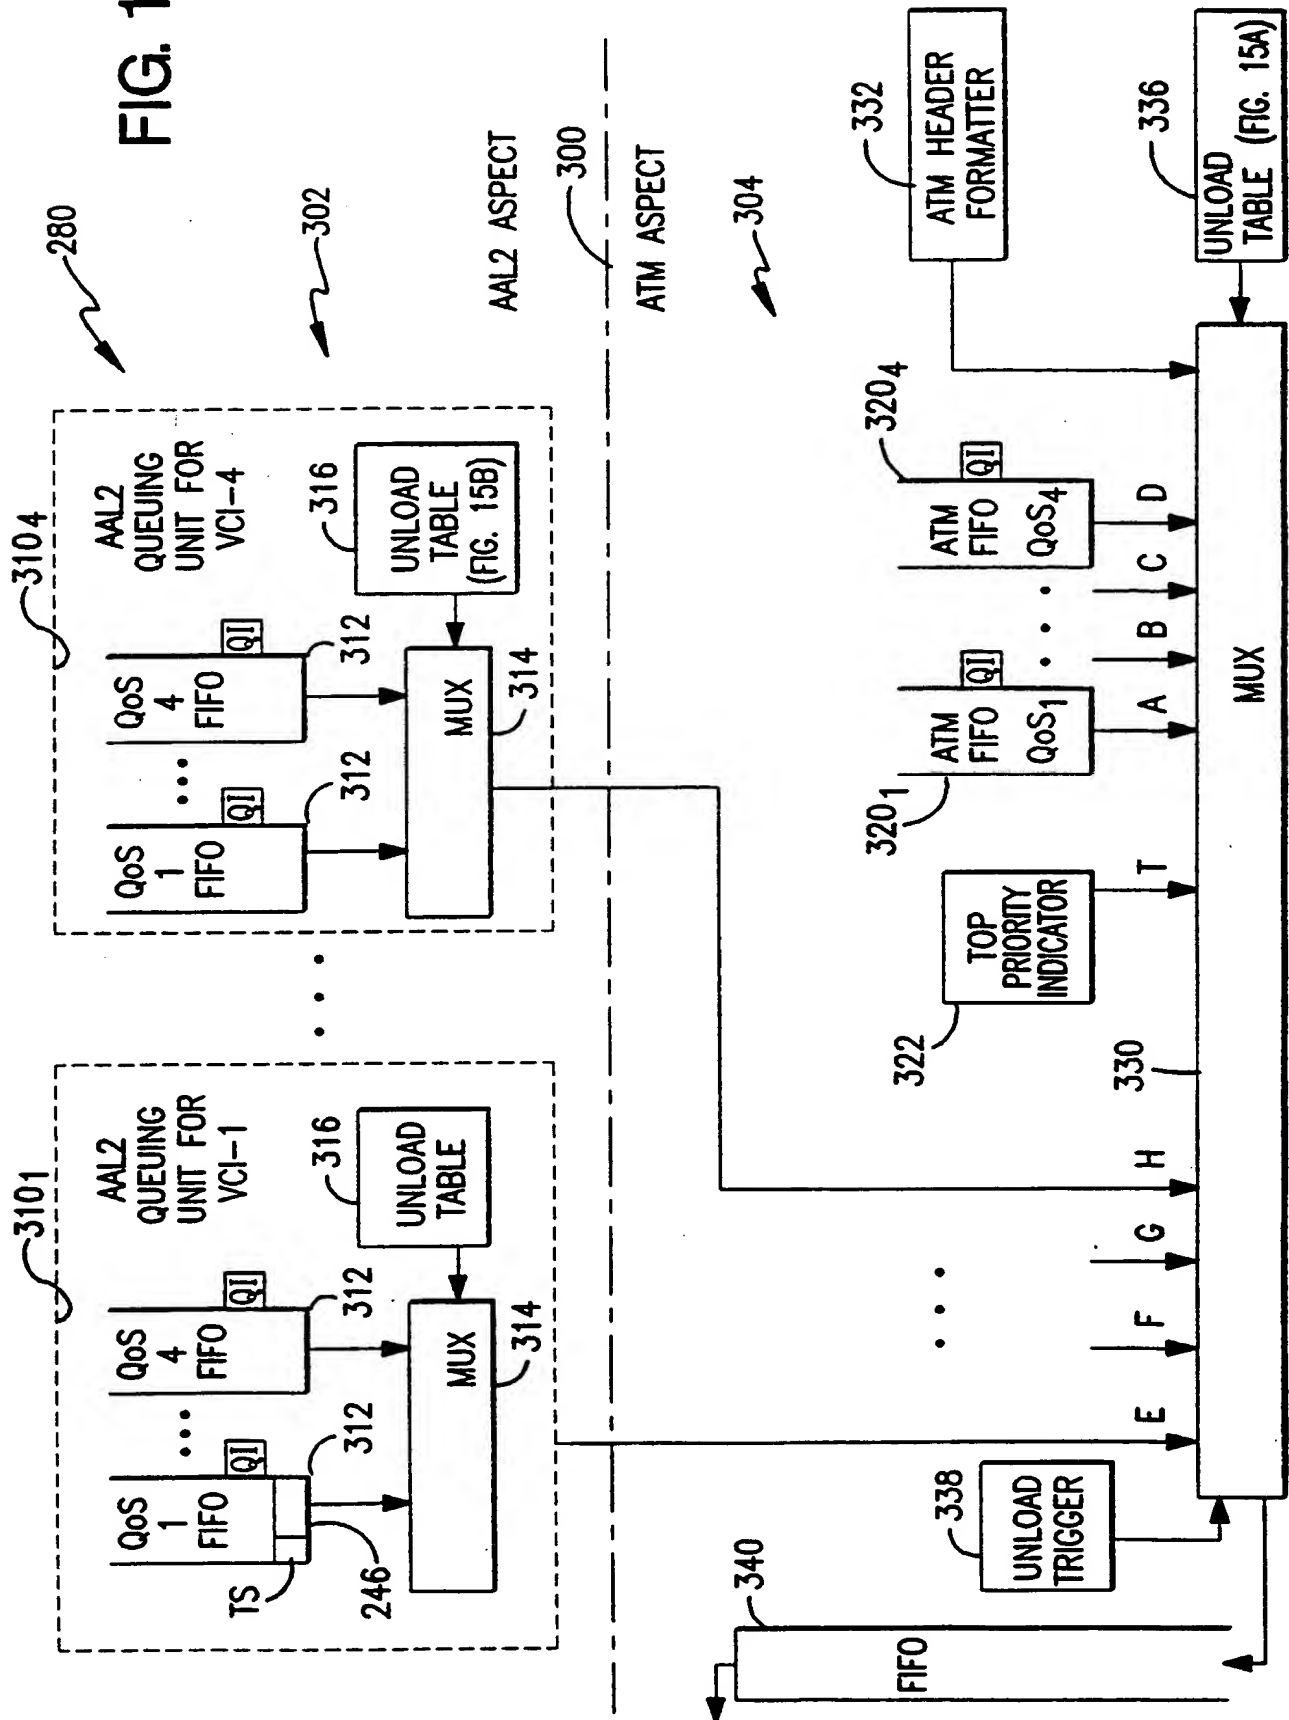 FIG. 1
280
302
AAL2 ASPECT
300
ATM ASPECT
304
3101
AAL2
QUEUING
UNIT FOR
VCI-1
QoS
1
FIFO
QI
TS
246
312
QoS
4
FIFO
QI
312
316
UNLOAD
TABLE
MUX
314
3104
AAL2
QUEUING
UNIT FOR
VCI-4
QoS
1
FIFO
QI
312
QoS
4
FIFO
QI
312
316
UNLOAD
TABLE
(FIG. 15B)
MUX
314
332
ATM HEADER
FORMATTER
336
UNLOAD
TABLE (FIG. 15A)
322
TOP
PRIORITY
INDICATOR
3201
ATM
FIFO
QoS1
QI
3204
ATM
FIFO
QoS4
QI
340
FIFO
338
UNLOAD
TRIGGER
E F G H T A B C D
330
MUX